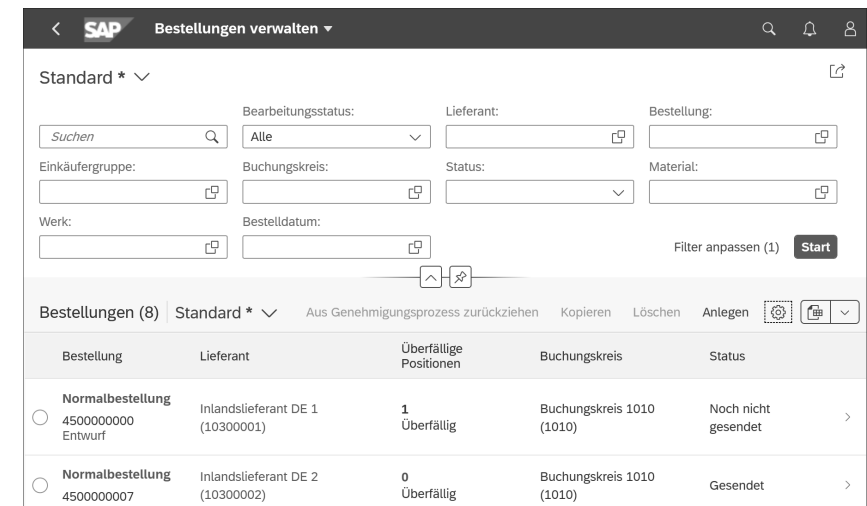 SAP Bestellungen verwalten
Standard *
Bearbeitungsstatus: Lieferant: Bestellung:
Suchen Alle
Einkäufergruppe: Buchungskreis: Status: Material:
Werk: Bestelldatum:
Filter anpassen (1) Start
Bestellungen (8) Standard * Aus Genehmigungsprozess zurückziehen Kopieren Löschen Anlegen
Bestellung Lieferant Überfällige Positionen Buchungskreis Status
Normalbestellung
4500000000
Entwurf
Inlandslieferant DE 1
(10300001)
1
Überfällig
Buchungskreis 1010
(1010)
Noch nicht
gesendet
Normalbestellung
4500000007
Inlandslieferant DE 2
(10300002)
0
Überfällig
Buchungskreis 1010
(1010)
Gesendet